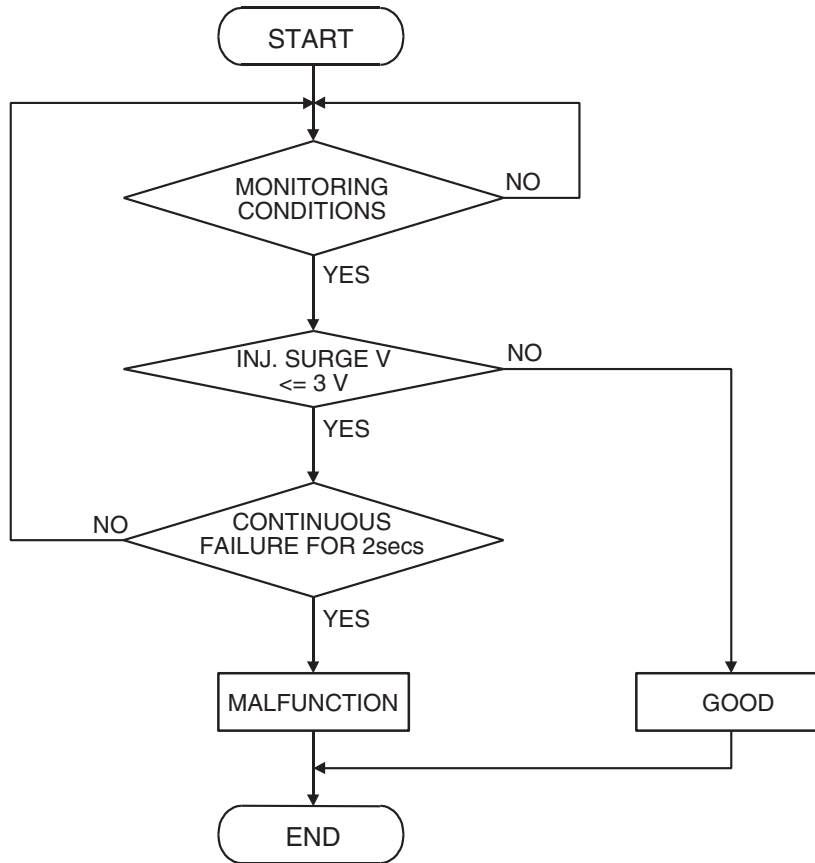 START
MONITORING
CONDITIONS
NO
YES
INJ. SURGE V
<= 3 V
NO
YES
CONTINUOUS
FAILURE FOR 2secs
NO
YES
MALFUNCTION
GOOD
END